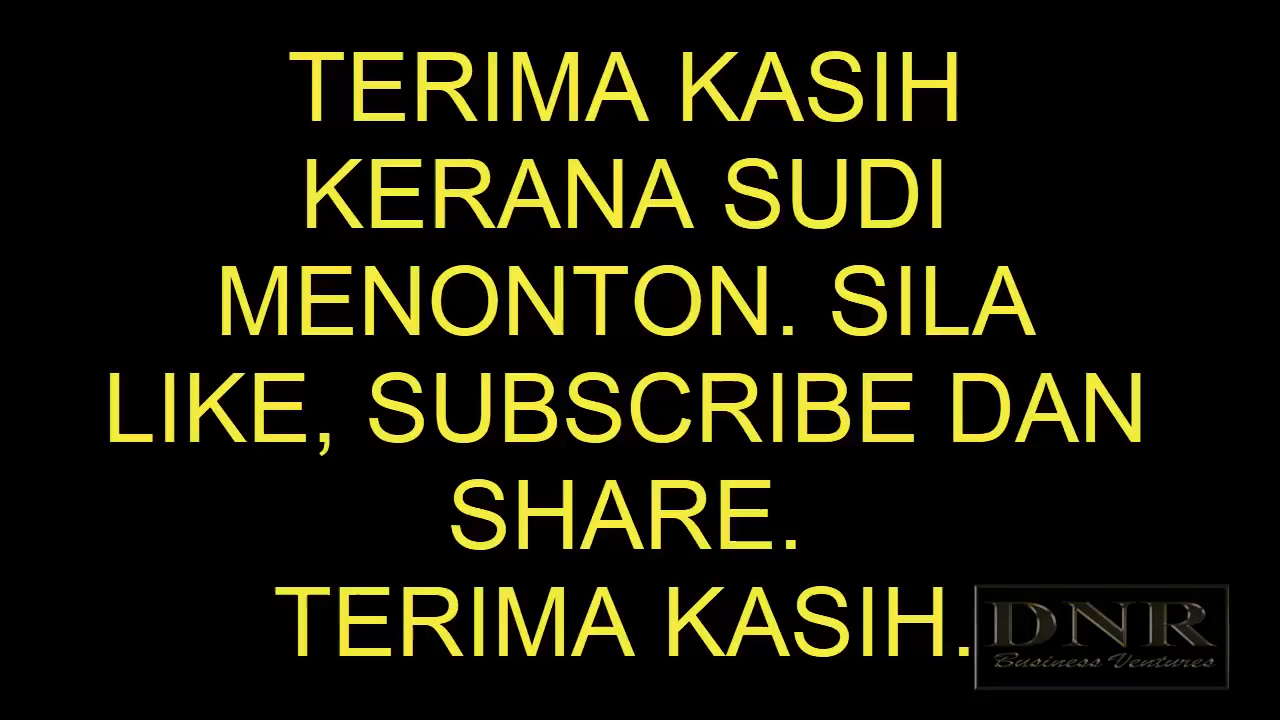 TERIMA KASIH
KERANA SUDI
MENONTON. SILA
LIKE, SUBSCRIBE DAN
SHARE.
TERIMA KASIH.
DNR
Business Ventures